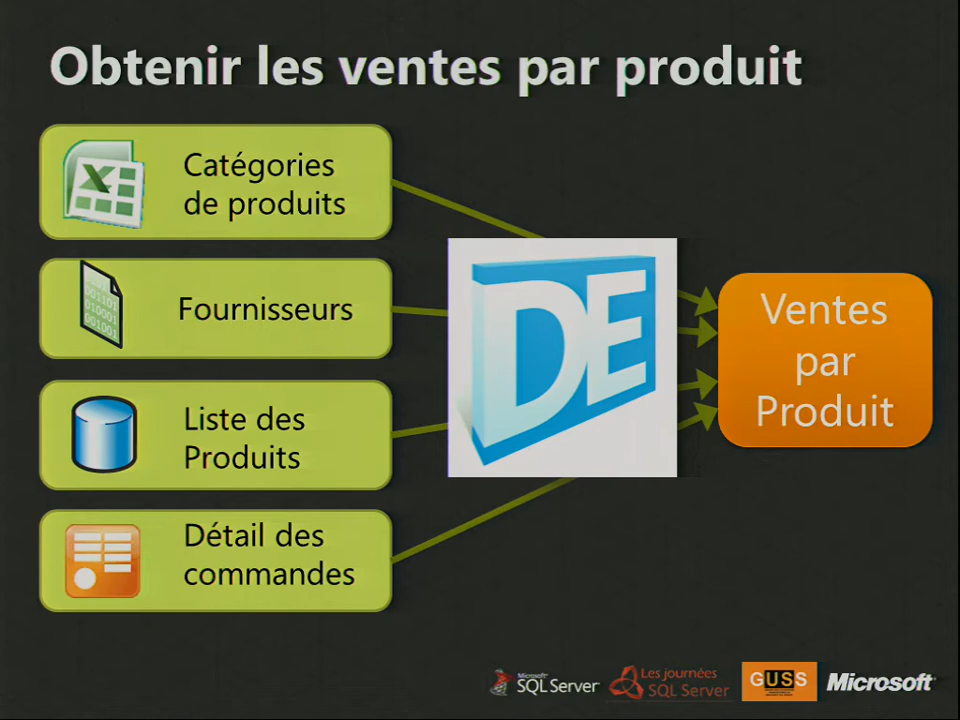 Obtenir les ventes par produit
Catégories
de produits
Fournisseurs
Liste des
Produits
Détail des
commandes
DE
Ventes
par
Produit
Microsoft
SQL Server
Les journées
SQL Server
GUSS
Microsoft